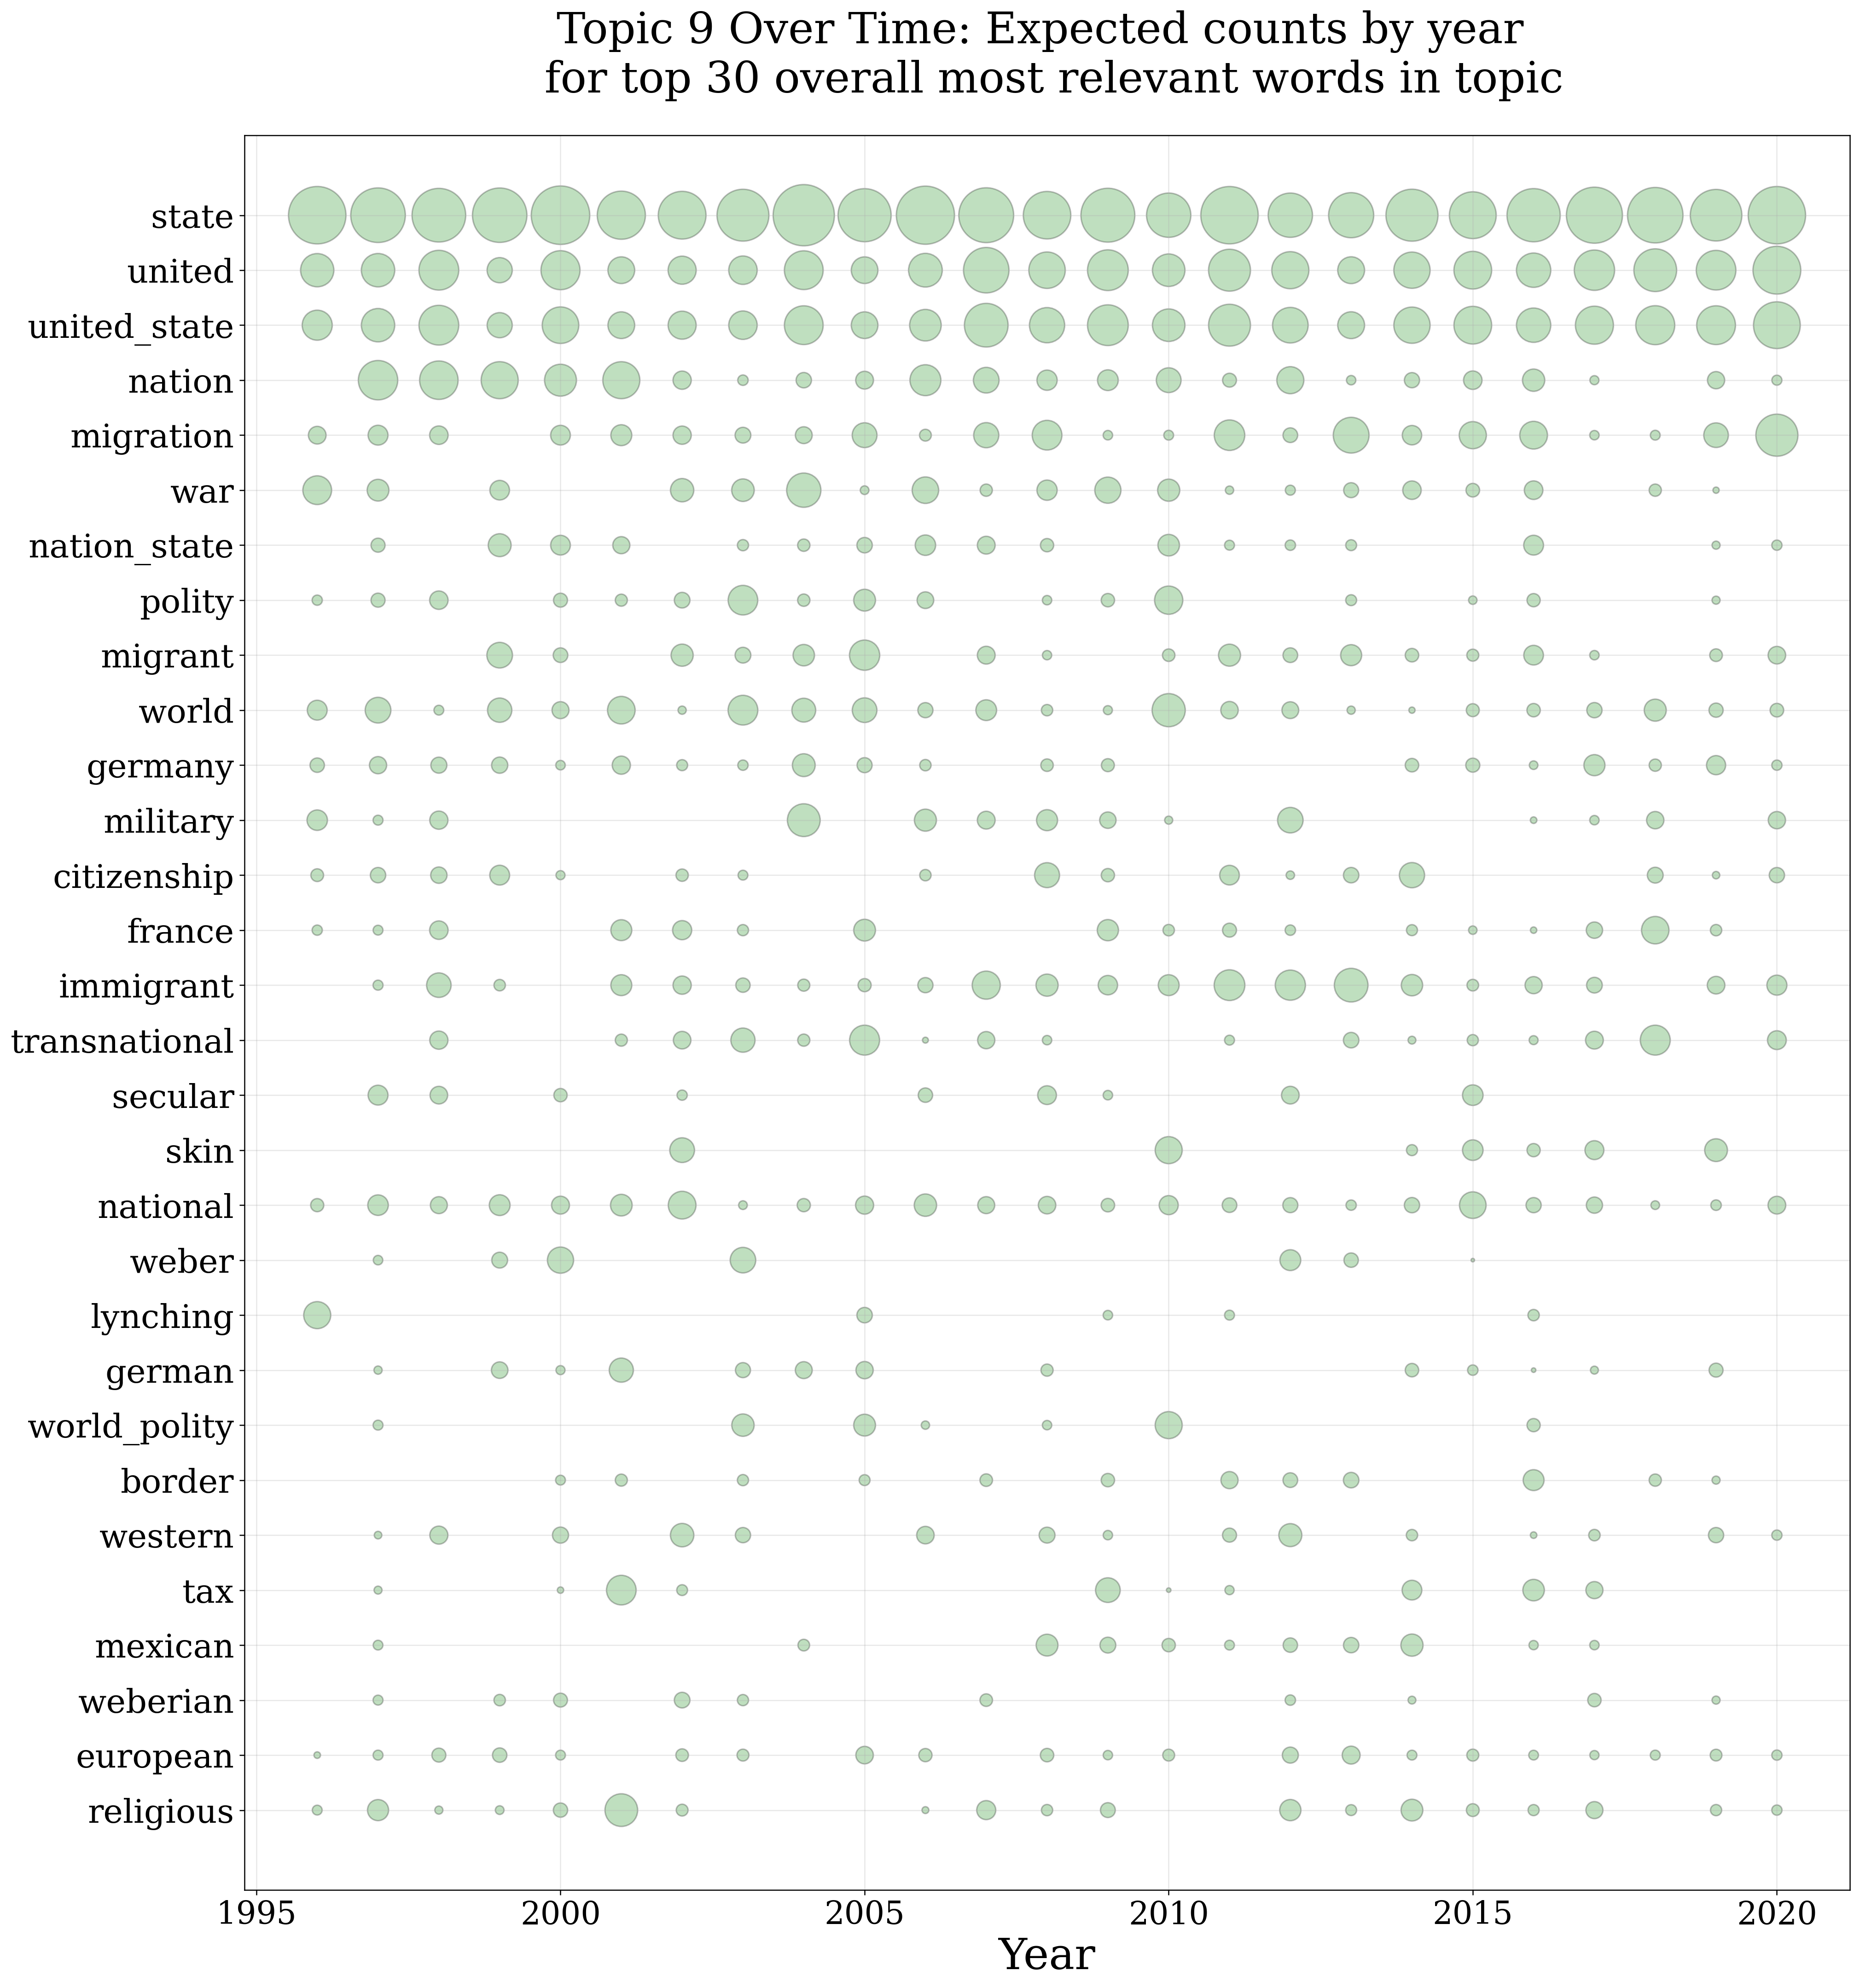 Topic 9 Over Time: Expected counts by year
for top 30 overall most relevant words in topic
state
united
united_state
nation
migration
war
nation_state
polity
migrant
world
germany
military
citizenship
france
immigrant
transnational
secular
skin
national
weber
lynching
german
world_polity
border
western
tax
mexican
weberian
european
religious
1995 2000 2005 2010 2015 2020
Year